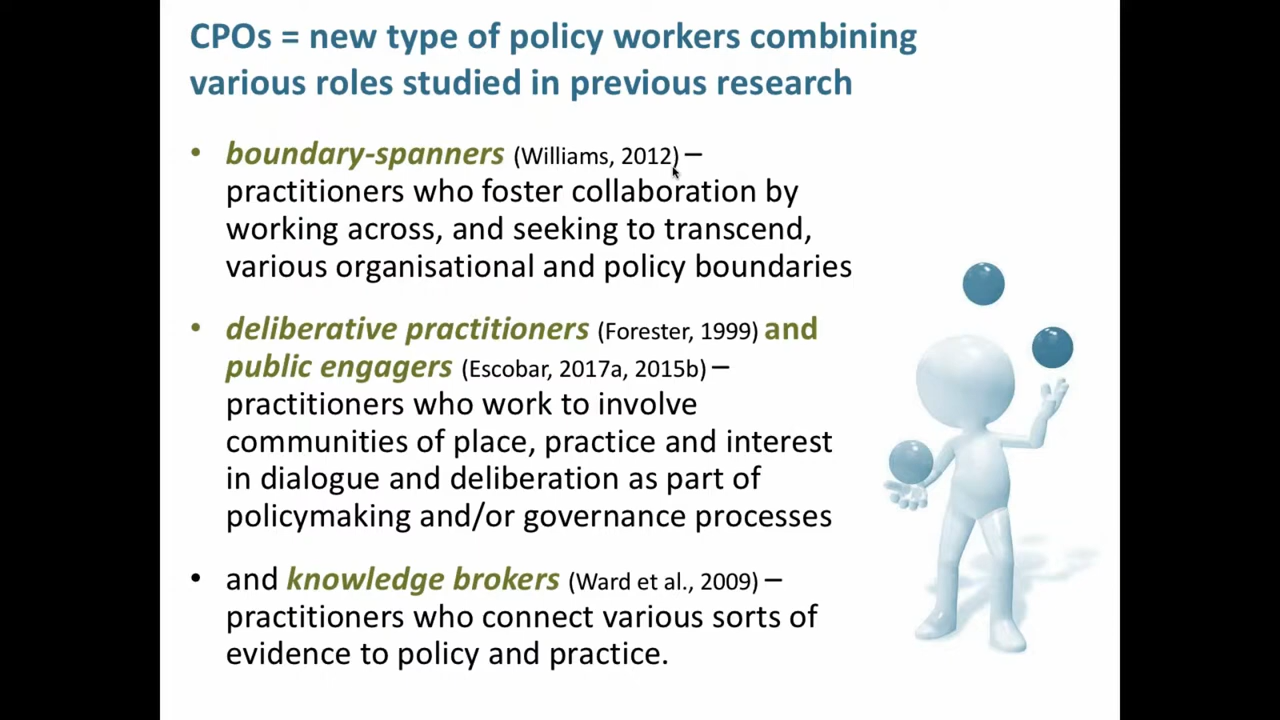 CPOs = new type of policy workers combining
various roles studied in previous research
• boundary-spanners (Williams, 2012) –
practitioners who foster collaboration by
working across, and seeking to transcend,
various organisational and policy boundaries
• deliberative practitioners (Forester, 1999) and
public engagers (Escobar, 2017a, 2015b) –
practitioners who work to involve
communities of place, practice and interest
in dialogue and deliberation as part of
policymaking and/or governance processes
• and knowledge brokers (Ward et al., 2009) –
practitioners who connect various sorts of
evidence to policy and practice.